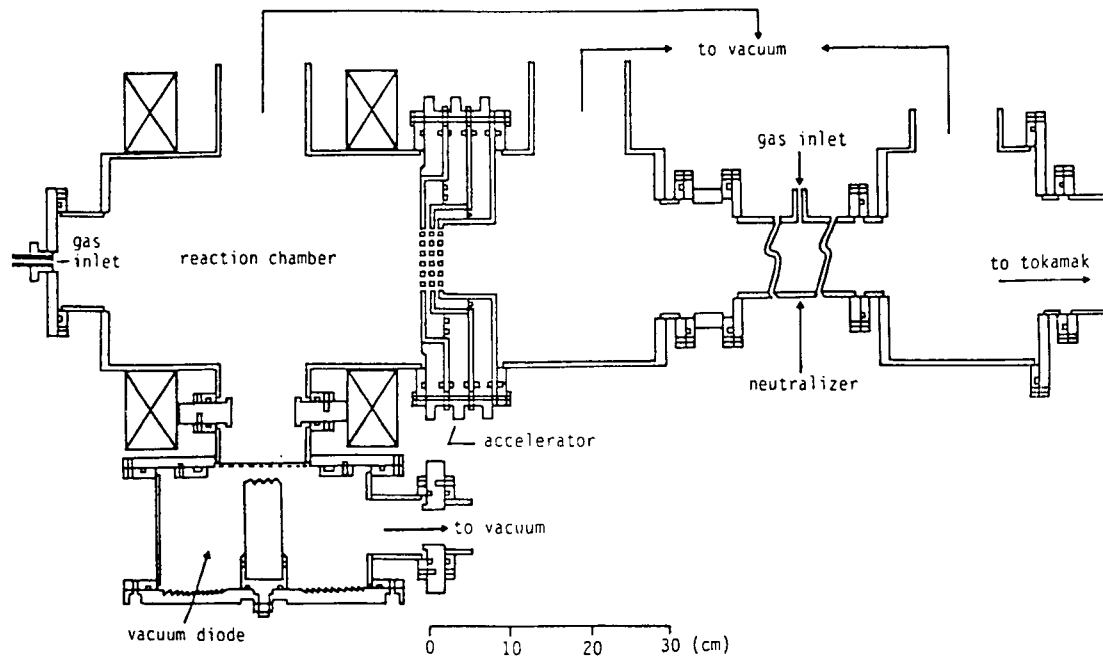 to vacuum
gas inlet
gas
inlet
reaction chamber
to tokamak
neutralizer
accelerator
to vacuum
vacuum diode
0 10 20 30 (cm)